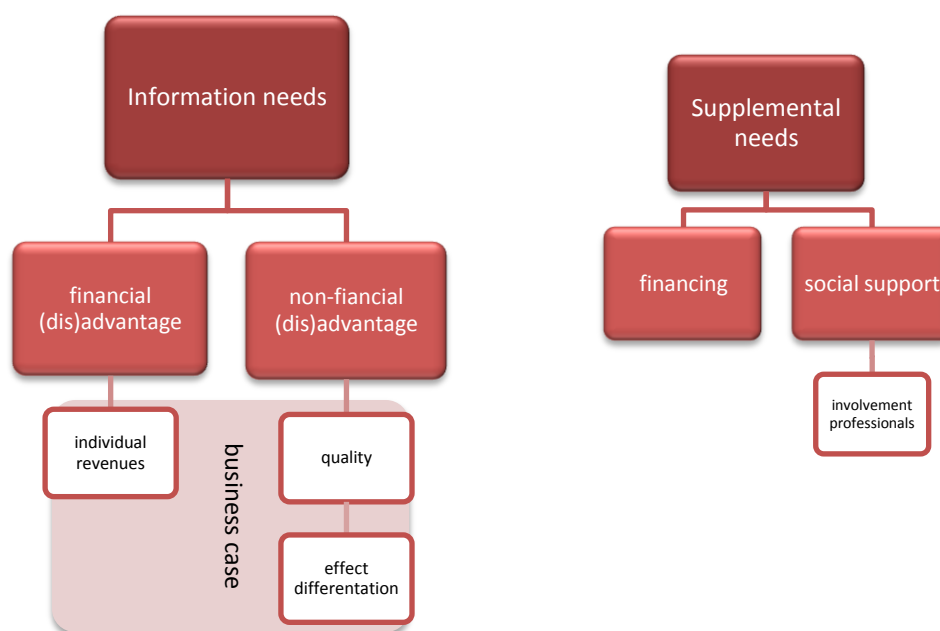 Information needs
financial
(dis)advantage
non-fiancial
(dis)advantage
individual
revenues
business case
quality
effect
differentation
Supplemental
needs
financing
social support
involvement
professionals